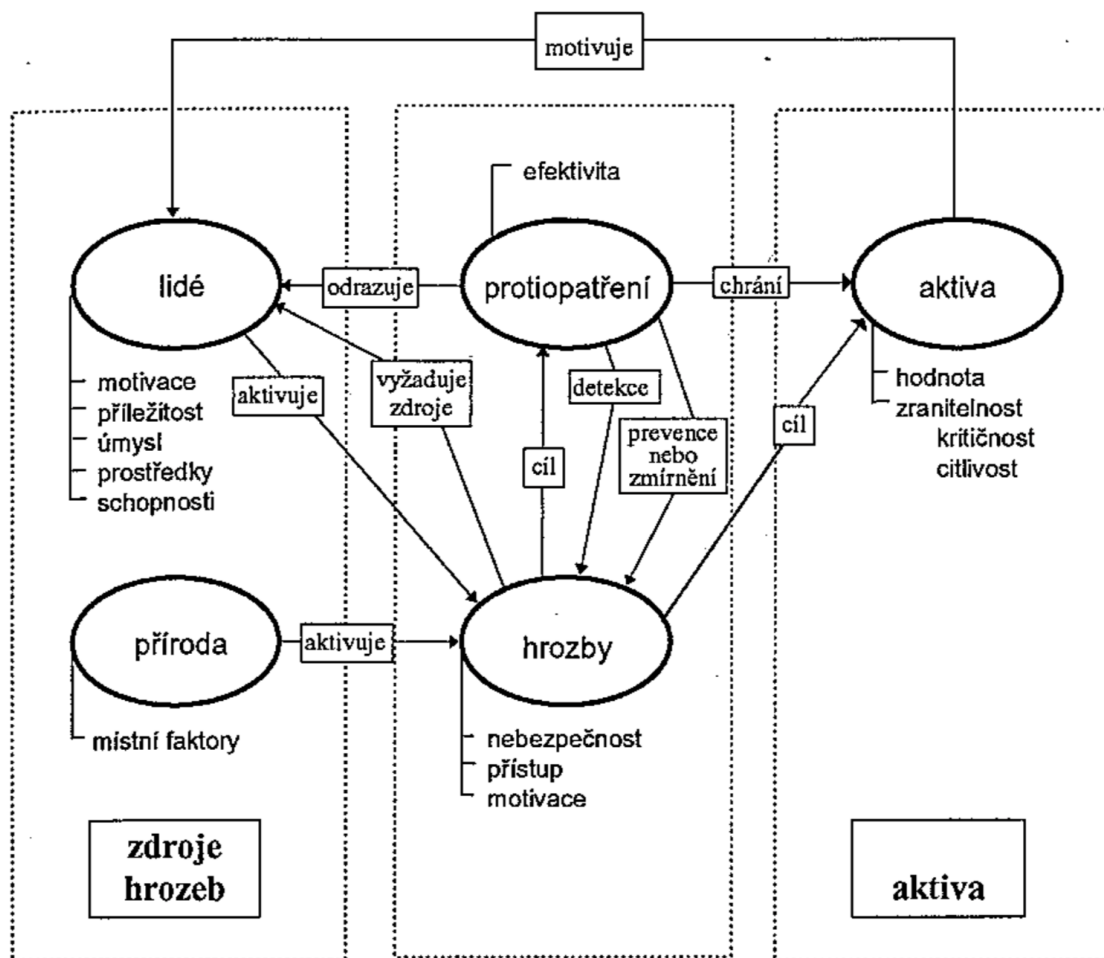 motivuje
efektivita
lidé
odrazuje
protiopatření
chrání
aktiva
motivace
příležitost
úmysl
prostředky
schopnosti
aktivuje
vyžaduje
zdroje
cíl
detekce
prevence
nebo
zmírnění
cíl
hodnota
zranitelnost
kritičnost
citlivost
příroda
aktivuje
hrozby
místní faktory
nebezpečnost
přístup
motivace
zdroje
hrozeb
aktiva